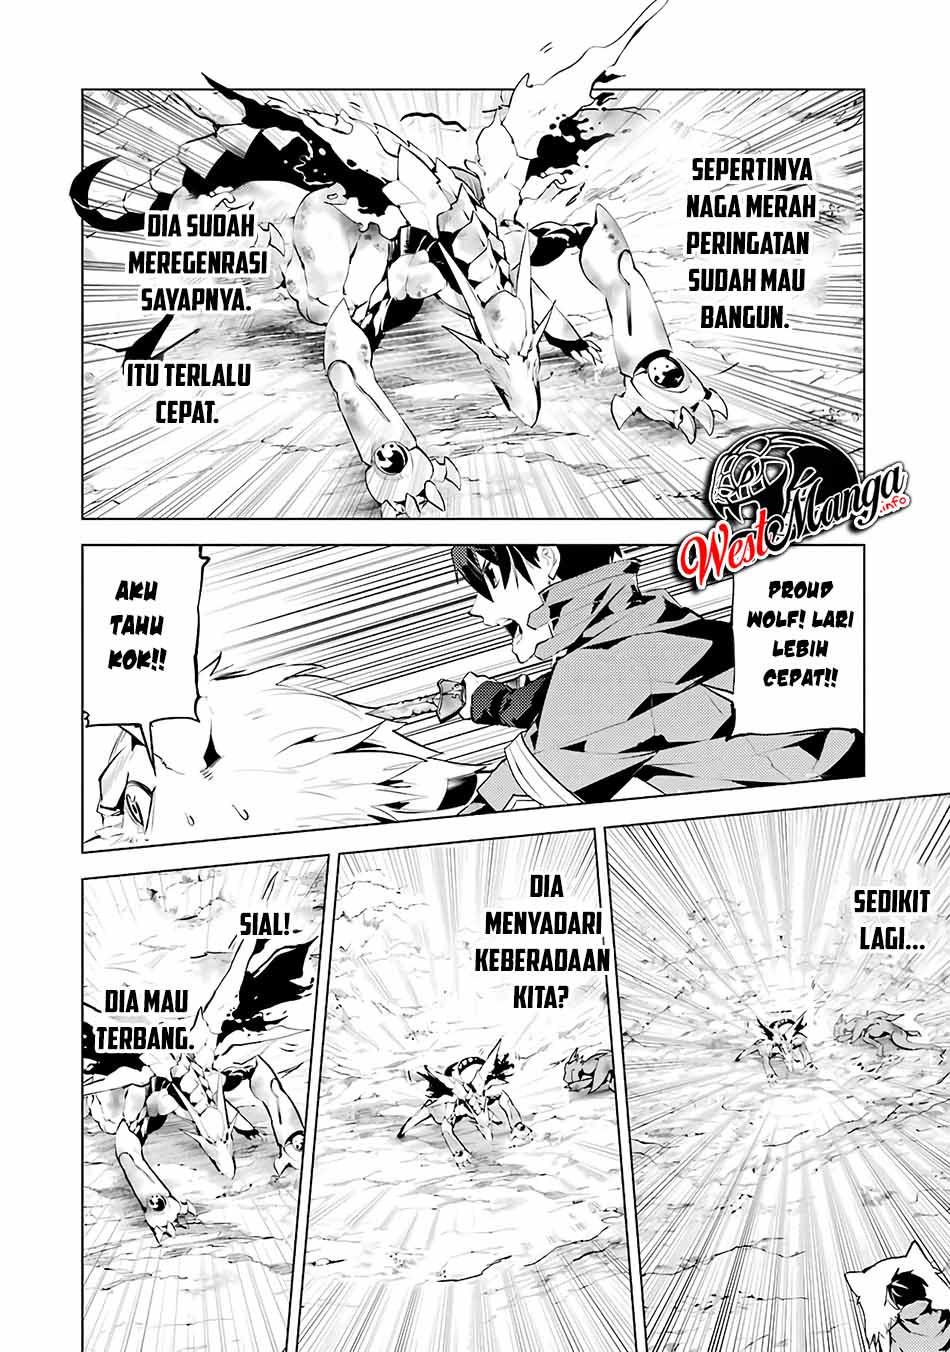 SEPERTINYA
NAGA MERAH
PERINGATAN
SUDAH MAU
BANGUN.
DIA SUDAH
MEREGENRASI
SAYAPNYA.
ITU TERLALU
CEPAT.
WestManga
.info
PROUD
WOLF! LARI
LEBIH
CEPAT!!
AKU
TAHU
KOK!!
SEDIKIT
LAGI...
DIA
MENYADARI
KEBERADAAN
KITA?
SIAL!
DIA MAU
TERBANG.